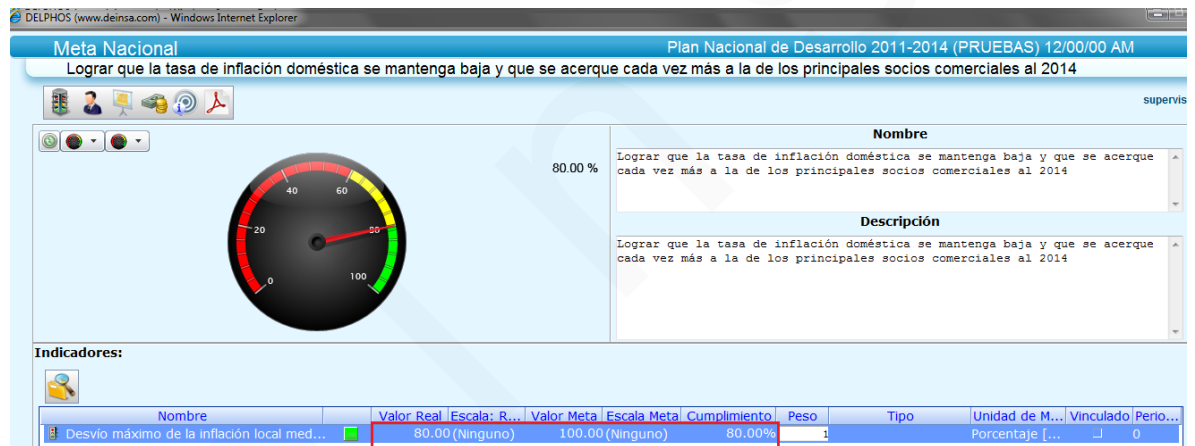 DELPHOS (www.deinsa.com) - Windows Internet Explorer
Meta Nacional
Plan Nacional de Desarrollo 2011-2014 (PRUEBAS) 12/00/00 AM
Lograr que la tasa de inflación doméstica se mantenga baja y que se acerque cada vez más a la de los principales socios comerciales al 2014
supervis
80.00 %
0
20
40
60
80
100
Nombre
Lograr que la tasa de inflación doméstica se mantenga baja y que se acerque
cada vez más a la de los principales socios comerciales al 2014
Descripción
Lograr que la tasa de inflación doméstica se mantenga baja y que se acerque
cada vez más a la de los principales socios comerciales al 2014
Indicadores:
Nombre Valor Real Escala: R... Valor Meta Escala Meta Cumplimiento Peso Tipo Unidad de M... Vinculado Perio...
Desvío máximo de la inflación local med... 80.00 (Ninguno) 100.00 (Ninguno) 80.00% 1 Porcentaje [... 0